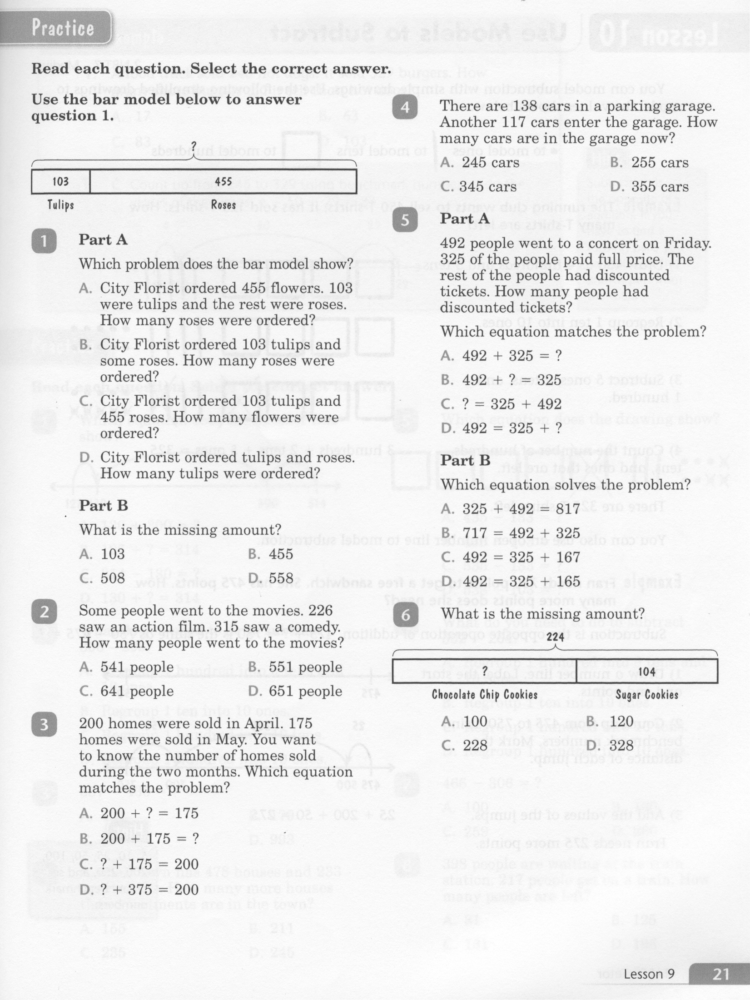 Practice
Read each question. Select the correct answer.
Use the bar model below to answer
question 1.
?
103 455
Tulips Roses
1 Part A
Which problem does the bar model show?
A. City Florist ordered 455 flowers. 103
were tulips and the rest were roses.
How many roses were ordered?
B. City Florist ordered 103 tulips and
some roses. How many roses were
ordered?
C. City Florist ordered 103 tulips and
455 roses. How many flowers were
ordered?
D. City Florist ordered tulips and roses.
How many tulips were ordered?
Part B
What is the missing amount?
A. 103 B. 455
C. 508 D. 558
2 Some people went to the movies. 226
saw an action film. 315 saw a comedy.
How many people went to the movies?
A. 541 people B. 551 people
C. 641 people D. 651 people
3 200 homes were sold in April. 175
homes were sold in May. You want
to know the number of homes sold
during the two months. Which equation
matches the problem?
A. 200 + ? = 175
B. 200 + 175 = ?
C. ? + 175 = 200
D. ? + 375 = 200
4 There are 138 cars in a parking garage.
Another 117 cars enter the garage. How
many cars are in the garage now?
A. 245 cars B. 255 cars
C. 345 cars D. 355 cars
5 Part A
492 people went to a concert on Friday.
325 of the people paid full price. The
rest of the people had discounted
tickets. How many people had
discounted tickets?
Which equation matches the problem?
A. 492 + 325 = ?
B. 492 + ? = 325
C. ? = 325 + 492
D. 492 = 325 + ?
Part B
Which equation solves the problem?
A. 325 + 492 = 817
B. 717 = 492 + 325
C. 492 = 325 + 167
D. 492 = 325 + 165
6 What is the missing amount?
224
? 104
Chocolate Chip Cookies Sugar Cookies
A. 100 B. 120
C. 228 D. 328
Lesson 9 21